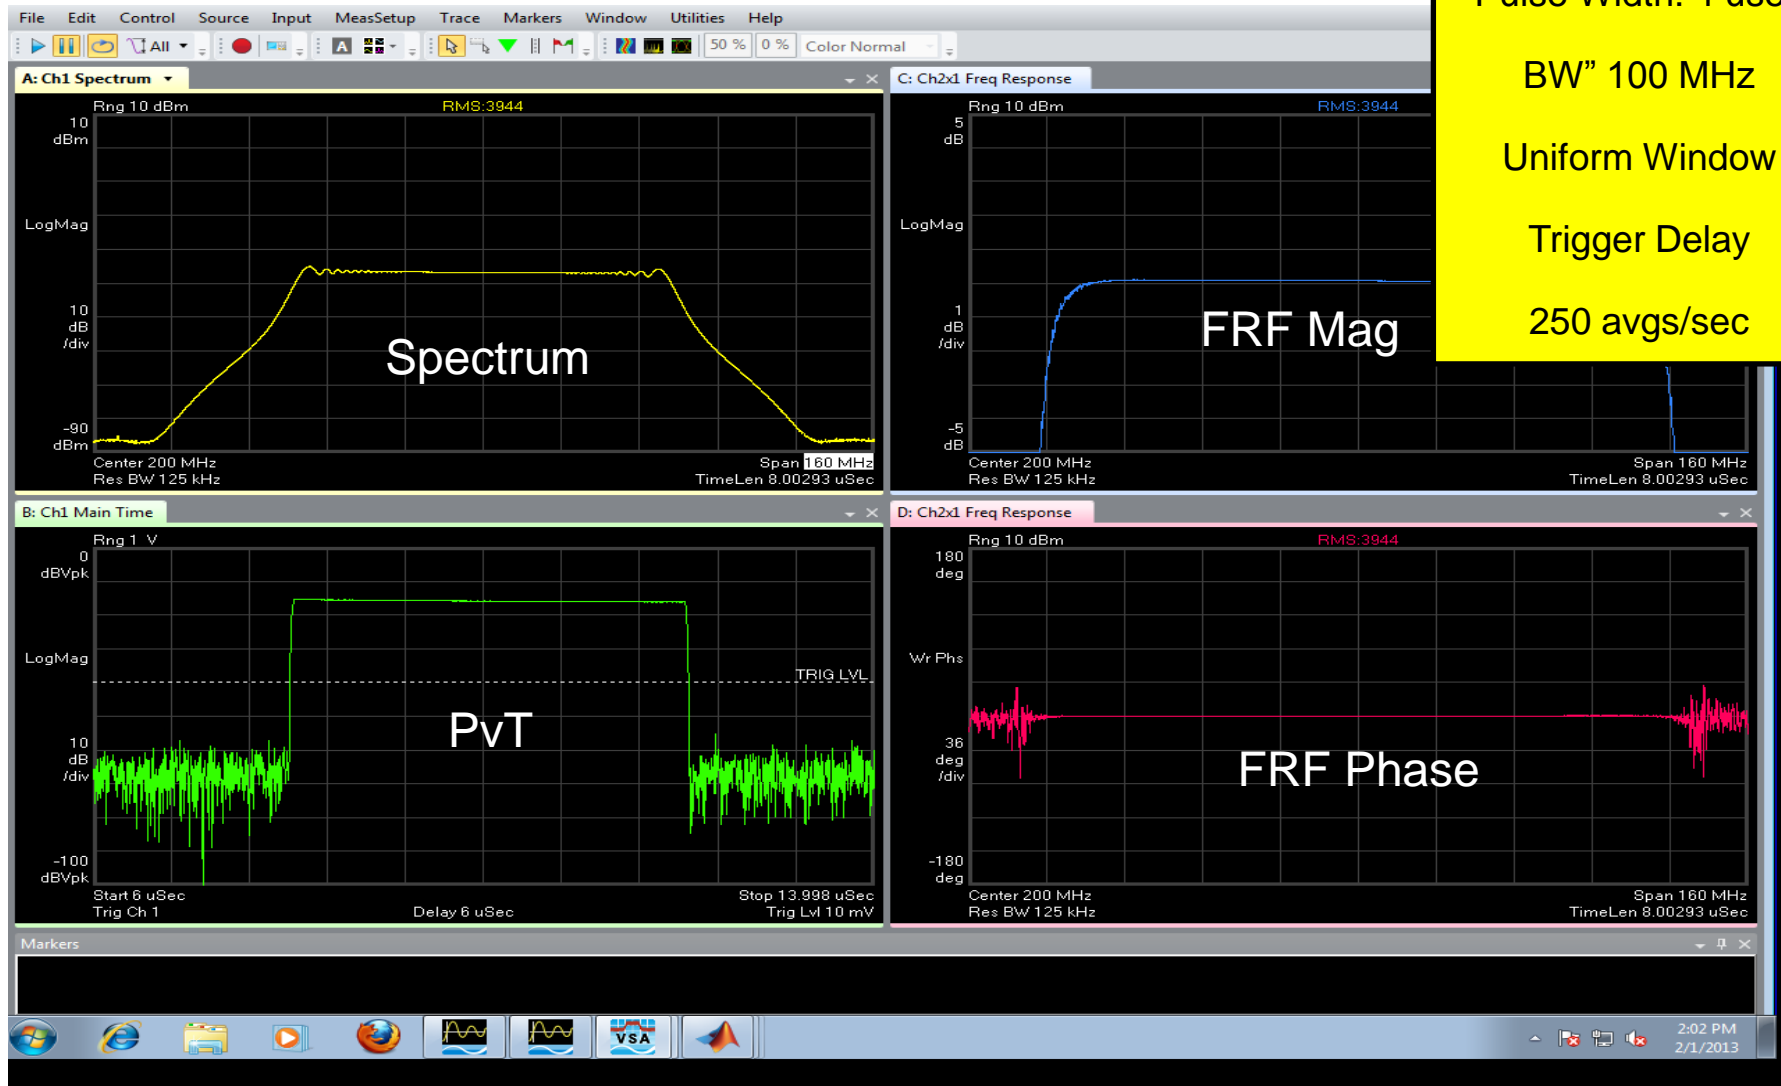 File Edit Control Source Input MeasSetup Trace Markers Window Utilities Help
All 50 % 0 % Color Normal
BW” 100 MHz
Uniform Window
Trigger Delay
250 avgs/sec
A: Ch1 Spectrum
Rng 10 dBm RMS:3944
10
dBm
LogMag
10
dB
/div
-90
dBm
Spectrum
Center 200 MHz Span 160 MHz
Res BW 125 kHz TimeLen 8.00293 uSec
C: Ch2x1 Freq Response
Rng 10 dBm RMS:3944
5
dB
LogMag
1
dB
/div
-5
dB
FRF Mag
Center 200 MHz Span 160 MHz
Res BW 125 kHz TimeLen 8.00293 uSec
B: Ch1 Main Time
Rng 1 V
0
dBVpk
LogMag
TRIG LVL
10
dB
/div
-100
dBVpk
PvT
Start 6 uSec Stop 13.998 uSec
Trig Ch 1 Delay 6 uSec Trig Lvl 10 mV
D: Ch2x1 Freq Response
Rng 10 dBm RMS:3944
180
deg
Wr Phs
36
deg
/div
-180
deg
FRF Phase
Center 200 MHz Span 160 MHz
Res BW 125 kHz TimeLen 8.00293 uSec
Markers
VSA
2:02 PM
2/1/2013